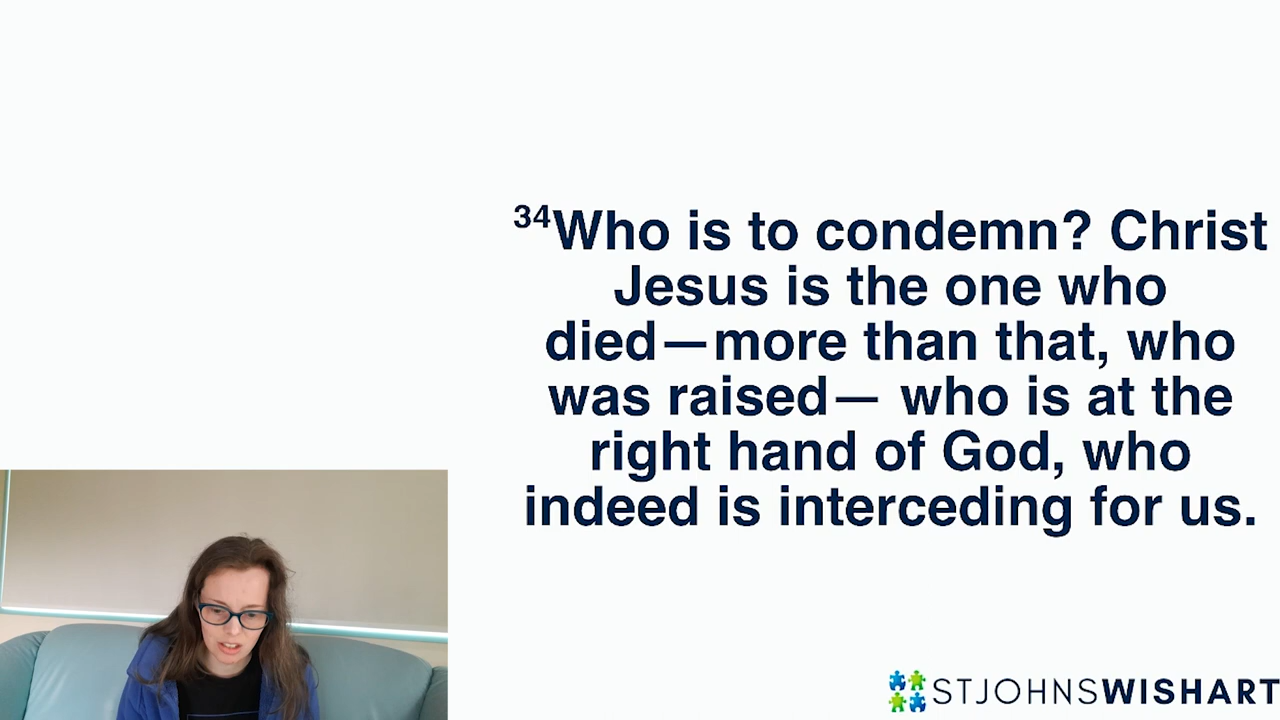 ³⁴Who is to condemn? Christ
Jesus is the one who
died—more than that, who
was raised— who is at the
right hand of God, who
indeed is interceding for us.
STJOHNSWISHART